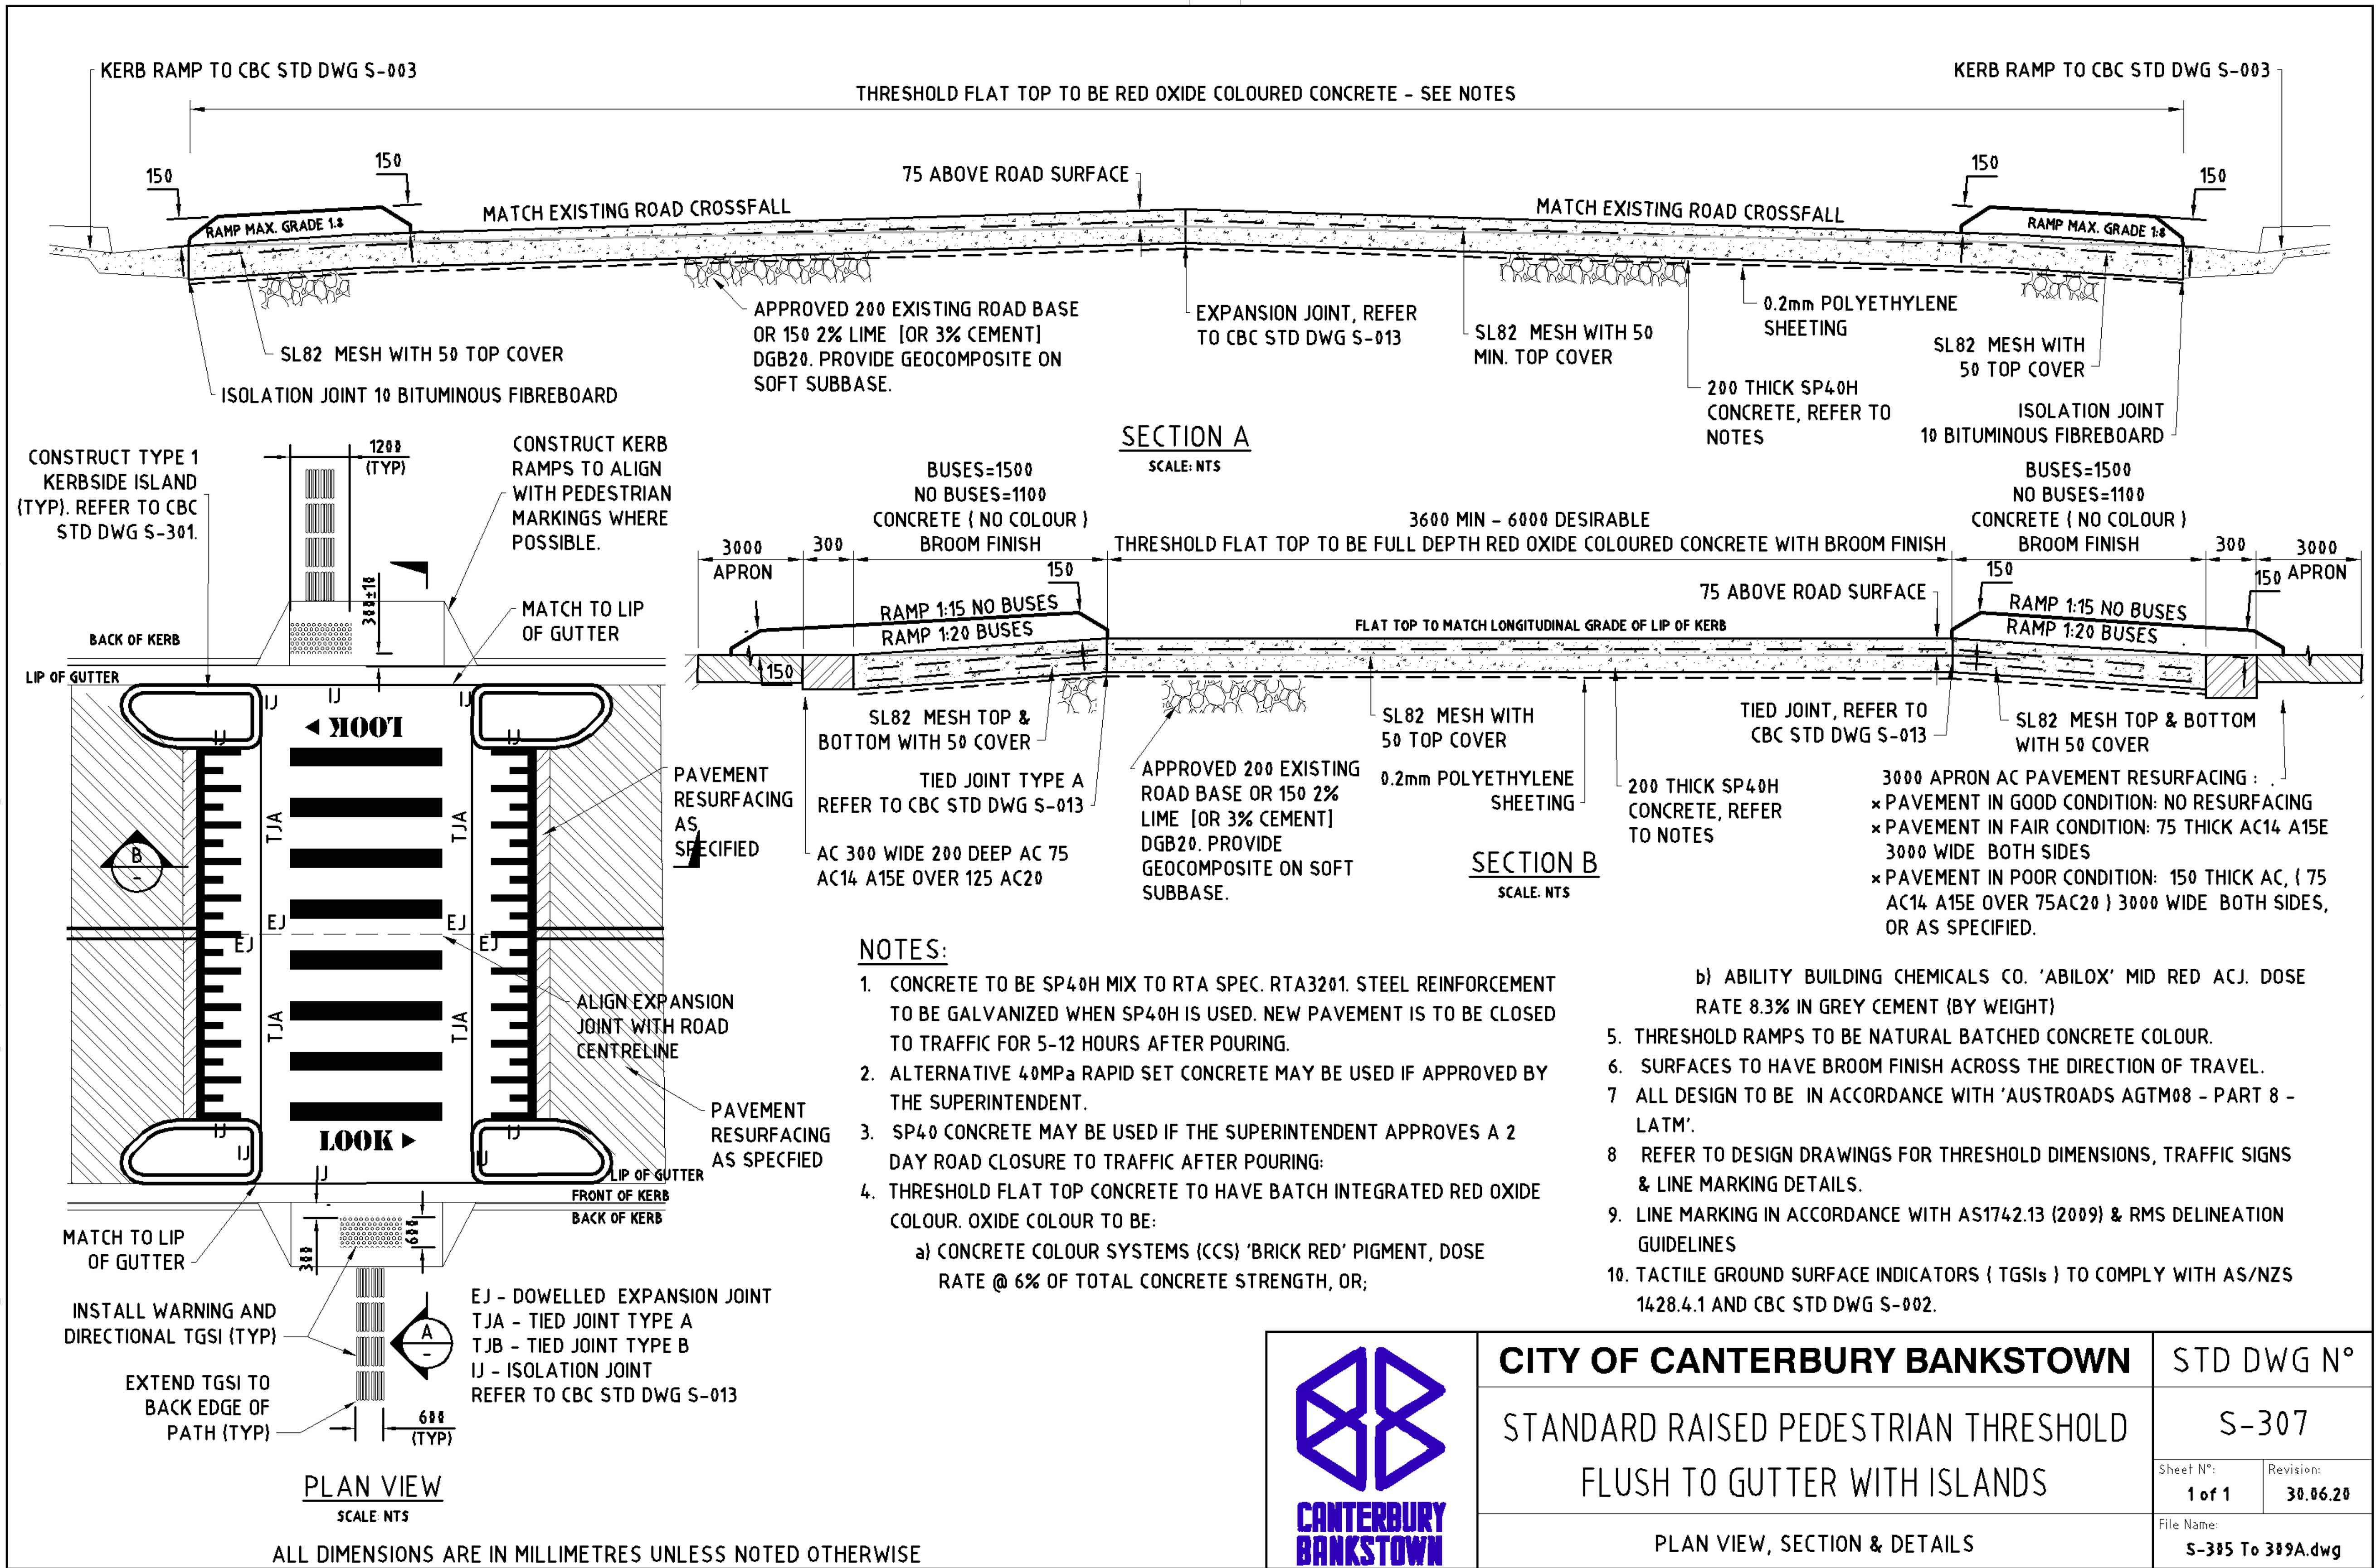 KERB RAMP TO CBC STD DWG S-003
KERB RAMP TO CBC STD DWG S-003
THRESHOLD FLAT TOP TO BE RED OXIDE COLOURED CONCRETE - SEE NOTES
150
150
75 ABOVE ROAD SURFACE
150
150
RAMP MAX. GRADE 1:8
MATCH EXISTING ROAD CROSSFALL
MATCH EXISTING ROAD CROSSFALL
RAMP MAX. GRADE 1:8
SL82 MESH WITH 50 TOP COVER
ISOLATION JOINT 10 BITUMINOUS FIBREBOARD
APPROVED 200 EXISTING ROAD BASE
OR 150 2% LIME [OR 3% CEMENT]
DGB20. PROVIDE GEOCOMPOSITE ON
SOFT SUBBASE.
EXPANSION JOINT, REFER
TO CBC STD DWG S-013
SL82 MESH WITH 50
MIN. TOP COVER
0.2mm POLYETHYLENE
SHEETING
200 THICK SP40H
CONCRETE, REFER TO
NOTES
SL82 MESH WITH
50 TOP COVER
ISOLATION JOINT
10 BITUMINOUS FIBREBOARD
SECTION A
SCALE: NTS
CONSTRUCT TYPE 1
KERBSIDE ISLAND
(TYP). REFER TO CBC
STD DWG S-301.
1200
(TYP)
CONSTRUCT KERB
RAMPS TO ALIGN
WITH PEDESTRIAN
MARKINGS WHERE
POSSIBLE.
300±10
MATCH TO LIP
OF GUTTER
BACK OF KERB
LIP OF GUTTER
IJ
IJ
IJ
LOOK
IJ
IJ
TJA
TJA
B
-
EJ
EJ
EJ
EJ
TJA
TJA
PAVEMENT
RESURFACING
AS
SPECIFIED
ALIGN EXPANSION
JOINT WITH ROAD
CENTRELINE
PAVEMENT
RESURFACING
AS SPECFIED
LOOK
IJ
IJ
IJ
IJ
IJ
LIP OF GUTTER
FRONT OF KERB
BACK OF KERB
MATCH TO LIP
OF GUTTER
300
600
INSTALL WARNING AND
DIRECTIONAL TGSI (TYP)
EXTEND TGSI TO
BACK EDGE OF
PATH (TYP)
A
-
600
(TYP)
EJ - DOWELLED EXPANSION JOINT
TJA - TIED JOINT TYPE A
TJB - TIED JOINT TYPE B
IJ - ISOLATION JOINT
REFER TO CBC STD DWG S-013
PLAN VIEW
SCALE: NTS
ALL DIMENSIONS ARE IN MILLIMETRES UNLESS NOTED OTHERWISE
BUSES=1500
NO BUSES=1100
CONCRETE ( NO COLOUR )
BROOM FINISH
3600 MIN - 6000 DESIRABLE
THRESHOLD FLAT TOP TO BE FULL DEPTH RED OXIDE COLOURED CONCRETE WITH BROOM FINISH
BUSES=1500
NO BUSES=1100
CONCRETE ( NO COLOUR )
BROOM FINISH
3000
APRON
300
300
3000
APRON
150
150
150
150
RAMP 1:15 NO BUSES
RAMP 1:20 BUSES
FLAT TOP TO MATCH LONGITUDINAL GRADE OF LIP OF KERB
75 ABOVE ROAD SURFACE
RAMP 1:15 NO BUSES
RAMP 1:20 BUSES
SL82 MESH TOP &
BOTTOM WITH 50 COVER
TIED JOINT TYPE A
REFER TO CBC STD DWG S-013
AC 300 WIDE 200 DEEP AC 75
AC14 A15E OVER 125 AC20
APPROVED 200 EXISTING
ROAD BASE OR 150 2%
LIME [OR 3% CEMENT]
DGB20. PROVIDE
GEOCOMPOSITE ON SOFT
SUBBASE.
SL82 MESH WITH
50 TOP COVER
0.2mm POLYETHYLENE
SHEETING
200 THICK SP40H
CONCRETE, REFER
TO NOTES
TIED JOINT, REFER TO
CBC STD DWG S-013
SL82 MESH TOP & BOTTOM
WITH 50 COVER
SECTION B
SCALE: NTS
3000 APRON AC PAVEMENT RESURFACING :
× PAVEMENT IN GOOD CONDITION: NO RESURFACING
× PAVEMENT IN FAIR CONDITION: 75 THICK AC14 A15E
3000 WIDE BOTH SIDES
× PAVEMENT IN POOR CONDITION: 150 THICK AC, ( 75
AC14 A15E OVER 75AC20 ) 3000 WIDE BOTH SIDES,
OR AS SPECIFIED.
NOTES:
1. CONCRETE TO BE SP40H MIX TO RTA SPEC. RTA3201. STEEL REINFORCEMENT
TO BE GALVANIZED WHEN SP40H IS USED. NEW PAVEMENT IS TO BE CLOSED
TO TRAFFIC FOR 5-12 HOURS AFTER POURING.
2. ALTERNATIVE 40MPa RAPID SET CONCRETE MAY BE USED IF APPROVED BY
THE SUPERINTENDENT.
3. SP40 CONCRETE MAY BE USED IF THE SUPERINTENDENT APPROVES A 2
DAY ROAD CLOSURE TO TRAFFIC AFTER POURING:
4. THRESHOLD FLAT TOP CONCRETE TO HAVE BATCH INTEGRATED RED OXIDE
COLOUR. OXIDE COLOUR TO BE:
a) CONCRETE COLOUR SYSTEMS (CCS) 'BRICK RED' PIGMENT, DOSE
RATE @ 6% OF TOTAL CONCRETE STRENGTH, OR;
b) ABILITY BUILDING CHEMICALS CO. 'ABILOX' MID RED ACJ. DOSE
RATE 8.3% IN GREY CEMENT (BY WEIGHT)
5. THRESHOLD RAMPS TO BE NATURAL BATCHED CONCRETE COLOUR.
6. SURFACES TO HAVE BROOM FINISH ACROSS THE DIRECTION OF TRAVEL.
7 ALL DESIGN TO BE IN ACCORDANCE WITH 'AUSTROADS AGTM08 - PART 8 -
LATM'.
8 REFER TO DESIGN DRAWINGS FOR THRESHOLD DIMENSIONS, TRAFFIC SIGNS
& LINE MARKING DETAILS.
9. LINE MARKING IN ACCORDANCE WITH AS1742.13 (2009) & RMS DELINEATION
GUIDELINES
10. TACTILE GROUND SURFACE INDICATORS ( TGSIs ) TO COMPLY WITH AS/NZS
1428.4.1 AND CBC STD DWG S-002.
CANTERBURY
BANKSTOWN
CITY OF CANTERBURY BANKSTOWN
STANDARD RAISED PEDESTRIAN THRESHOLD
FLUSH TO GUTTER WITH ISLANDS
PLAN VIEW, SECTION & DETAILS
STD DWG N°
S-307
Sheet N°:
1 of 1
Revision:
30.06.20
File Name:
S-305 To 309A.dwg